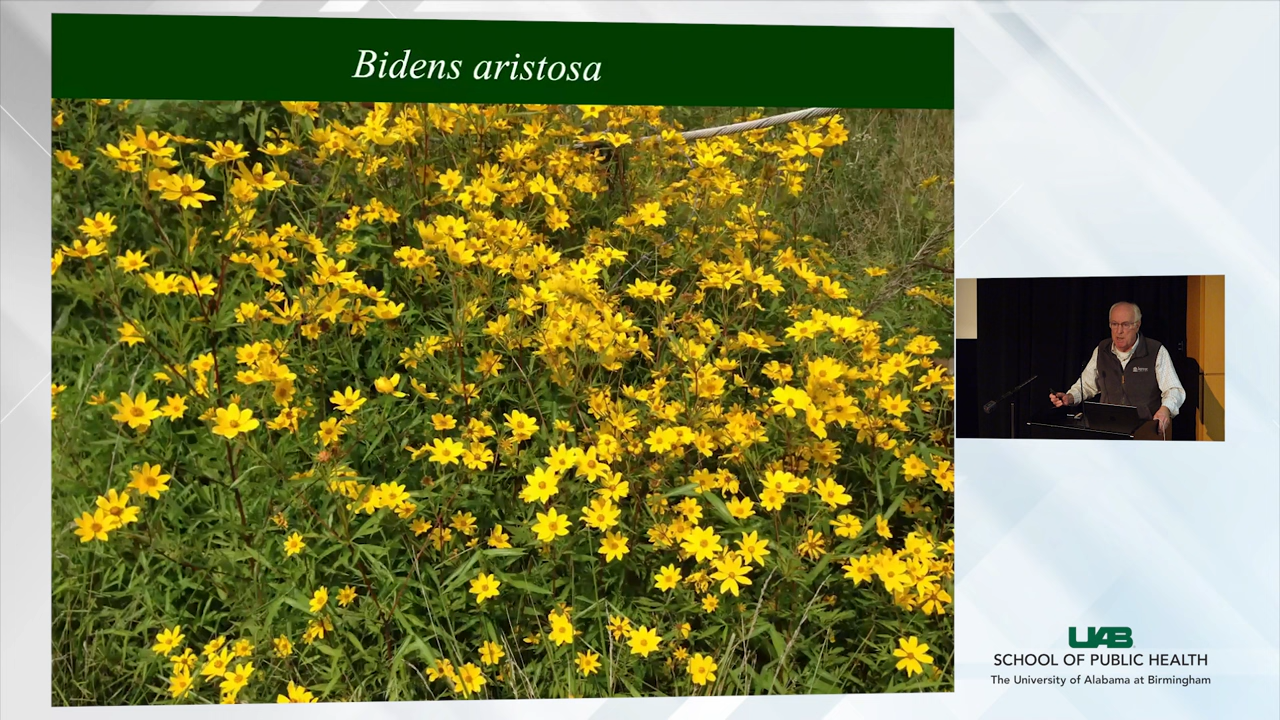 Bidens aristosa
UAB
SCHOOL OF PUBLIC HEALTH
The University of Alabama at Birmingham